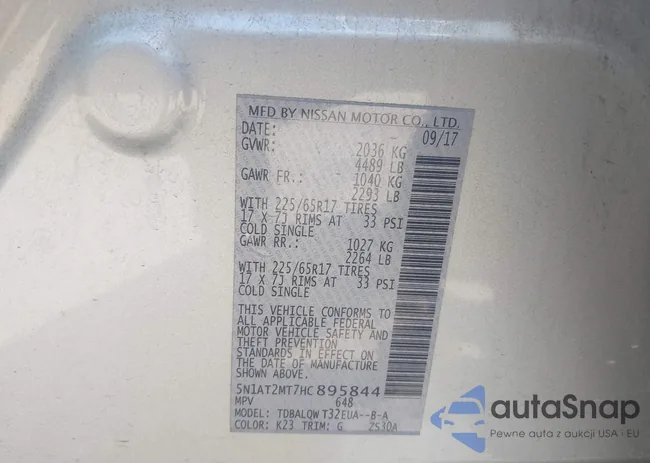 MFD BY NISSAN MOTOR CO., LTD.
DATE: 09/17
GVWR: 2036 KG
4489 LB
GAWR FR.: 1040 KG
2293 LB
WITH 225/65R17 TIRES
17 X 7J RIMS AT 33 PSI
COLD SINGLE
GAWR RR.: 1027 KG
2264 LB
WITH 225/65R17 TIRES
17 X 7J RIMS AT 33 PSI
COLD SINGLE
THIS VEHICLE CONFORMS TO
ALL APPLICABLE FEDERAL
MOTOR VEHICLE SAFETY AND
THEFT PREVENTION
STANDARDS IN EFFECT ON
THE DATE OF MANUFACTURE
SHOWN ABOVE.
5N1AT2MT7HC895844
MPV 648
MODEL: TDBALQW T32EUA--B-A
COLOR: K23 TRIM: G ZS30A
autoSnap
Pewne auta z aukcji USA i EU